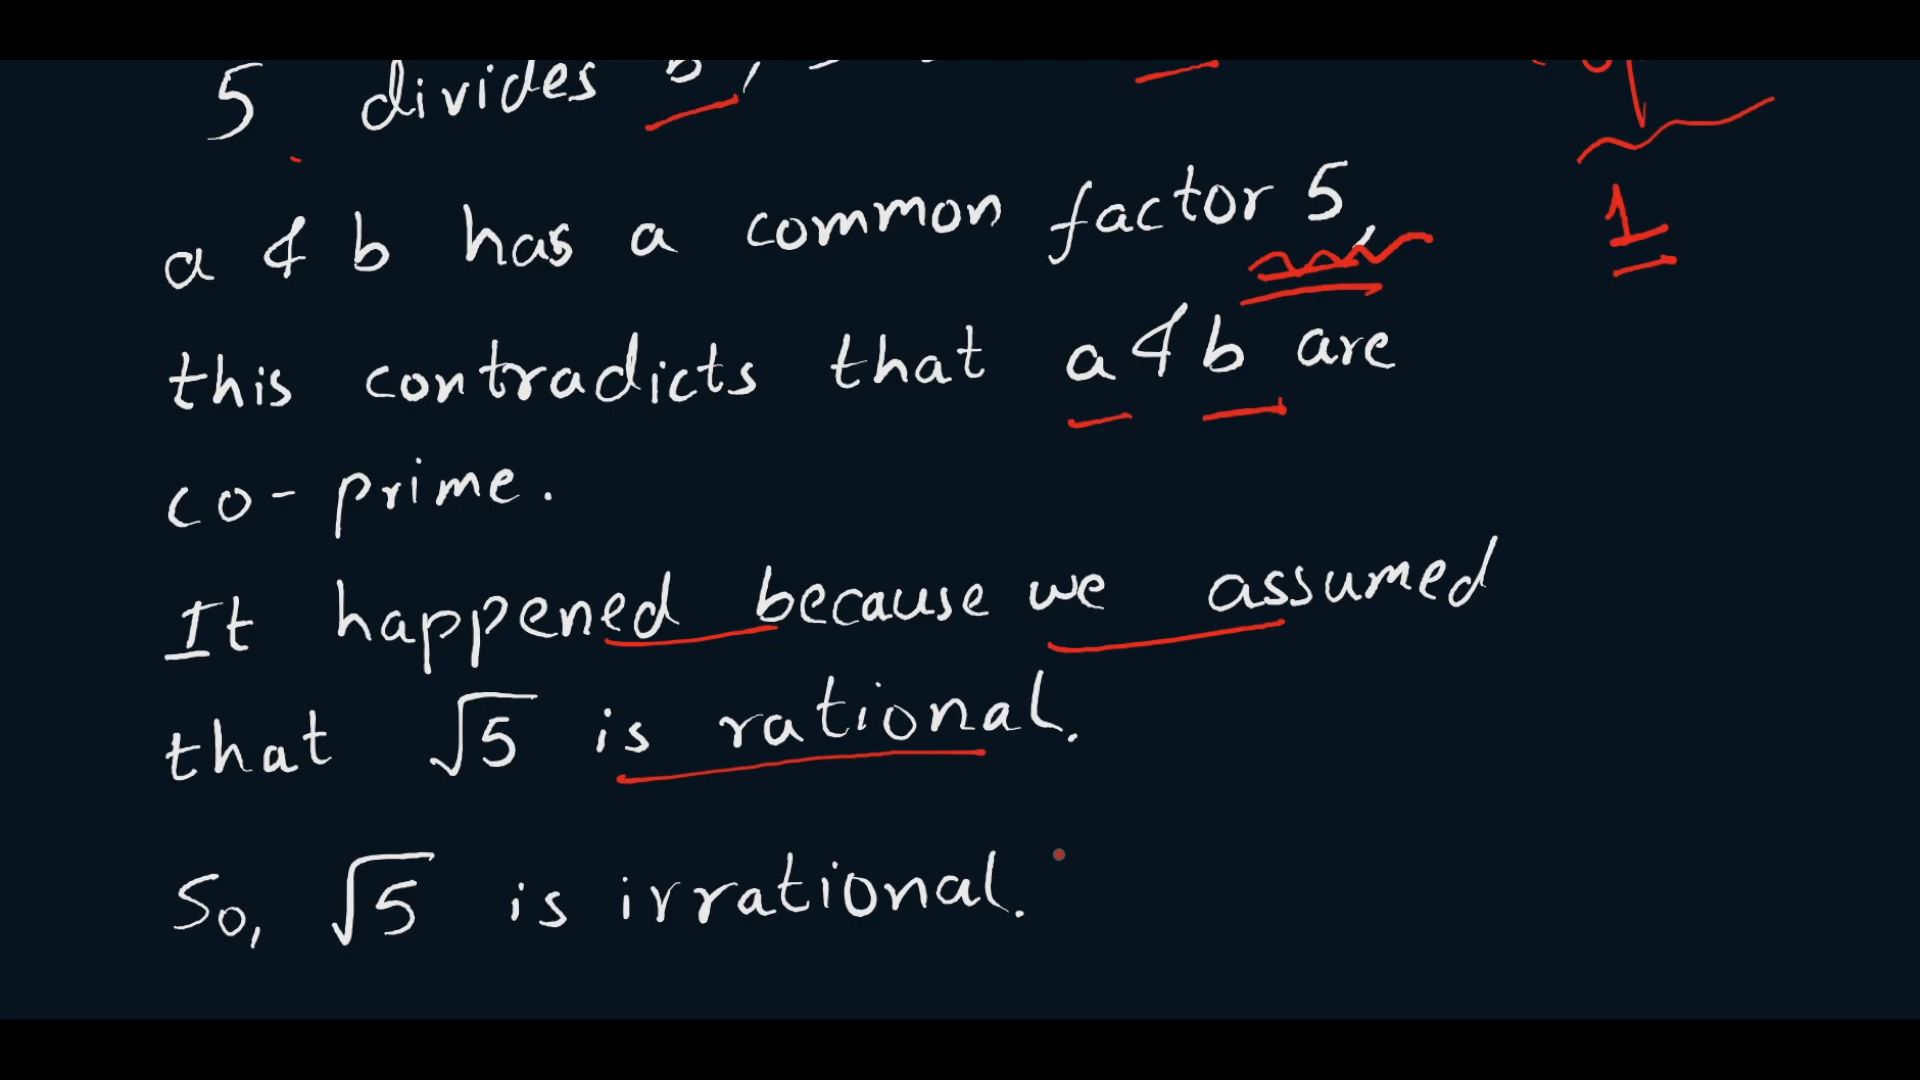 5 divides b,
a & b has a common factor 5,
1
this contradicts that a & b are
co-prime.
It happened because we assumed
that √5 is rational.
So, √5 is irrational.